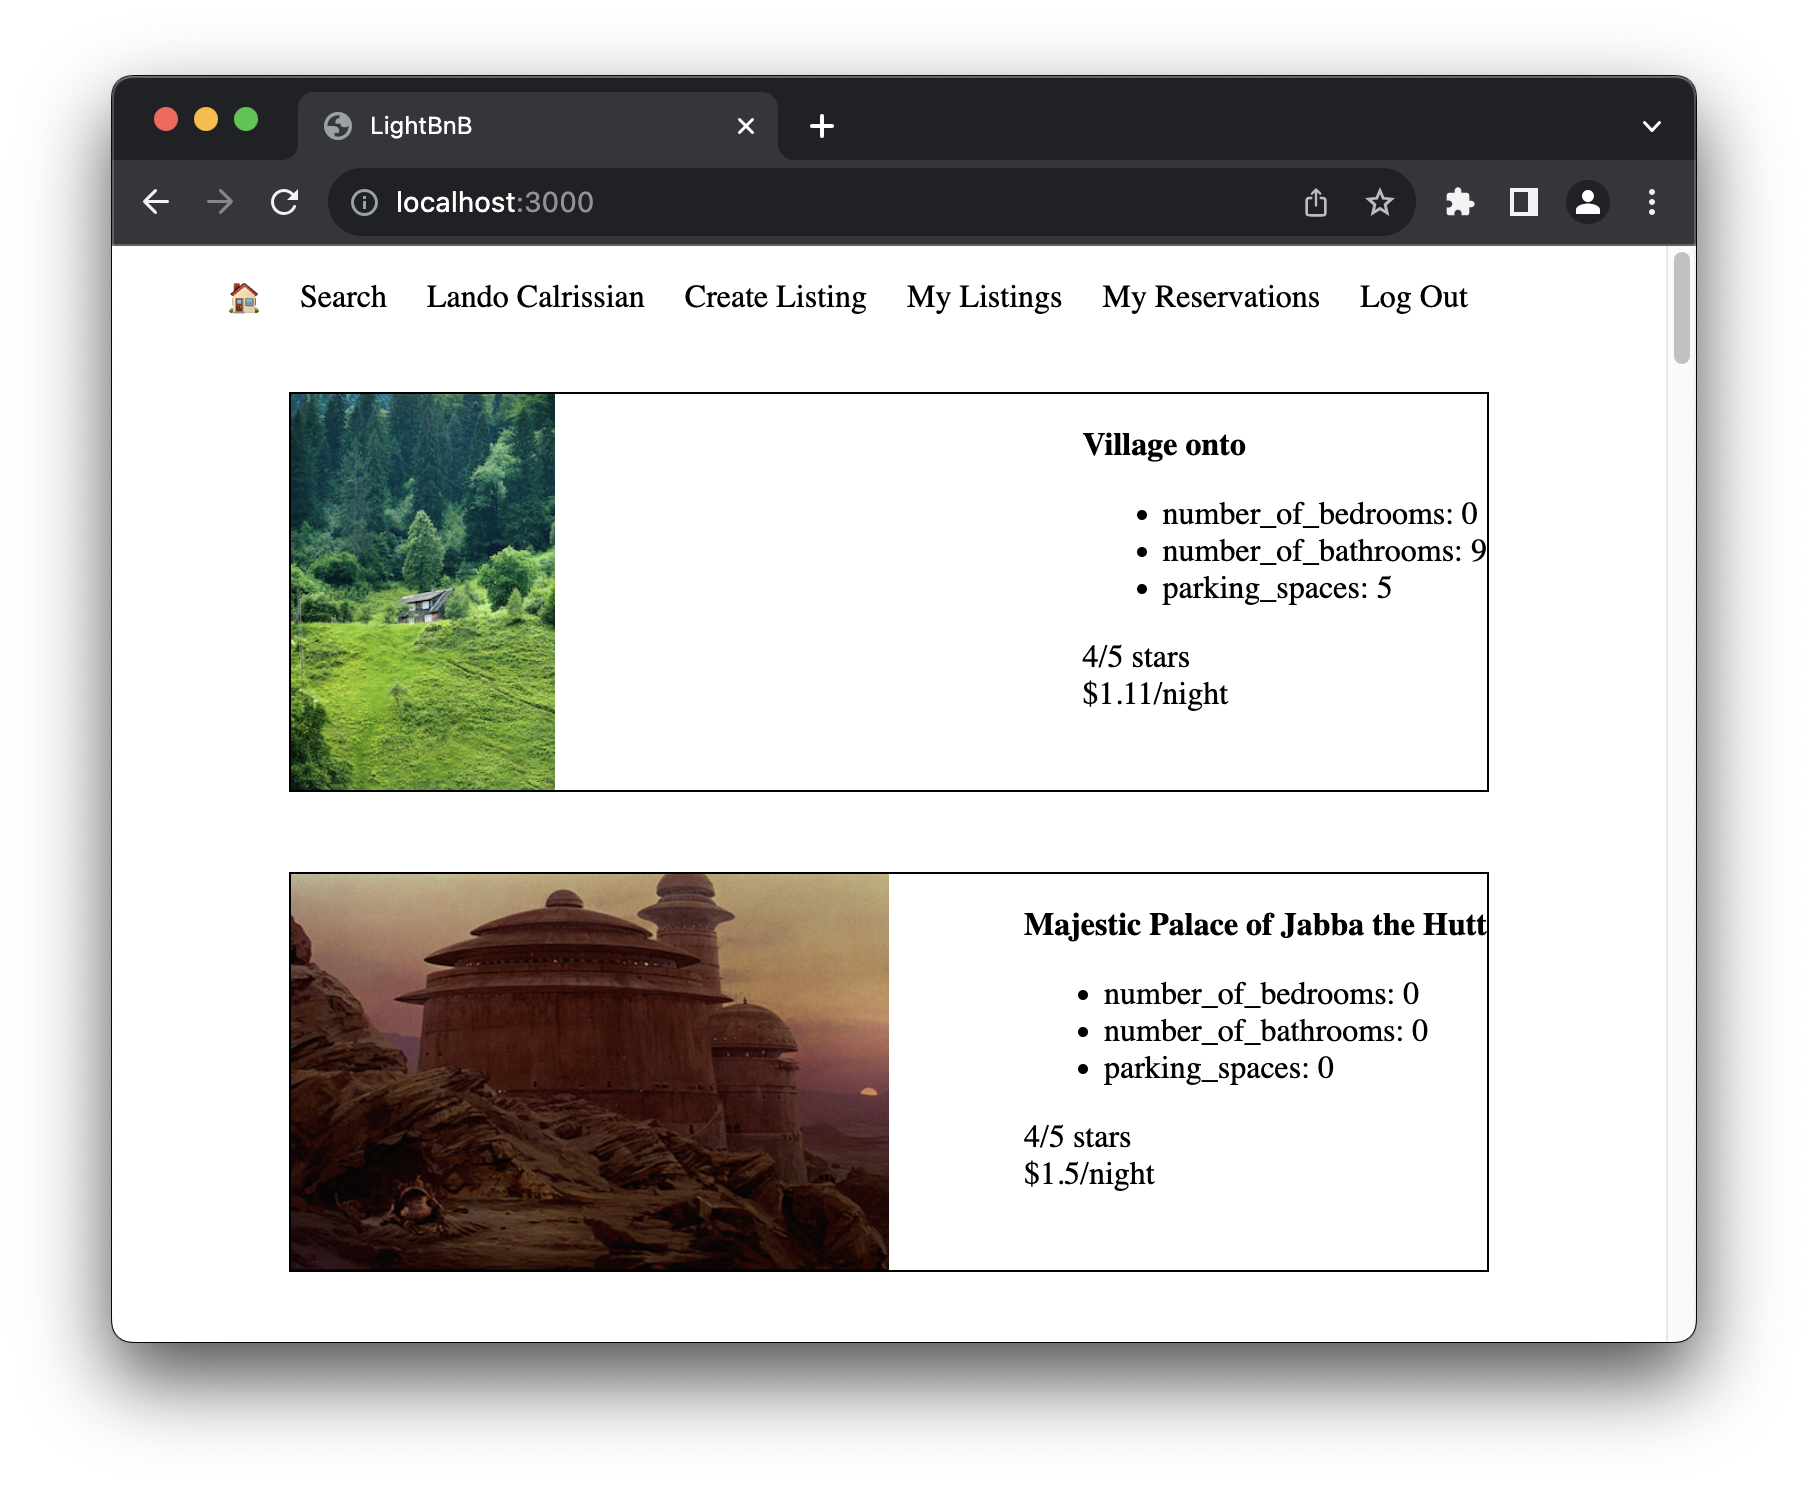 LightBnB
localhost:3000
Search Lando Calrissian Create Listing My Listings My Reservations Log Out
Village onto
• number_of_bedrooms: 0
• number_of_bathrooms: 9
• parking_spaces: 5
4/5 stars
$1.11/night
Majestic Palace of Jabba the Hutt
• number_of_bedrooms: 0
• number_of_bathrooms: 0
• parking_spaces: 0
4/5 stars
$1.5/night